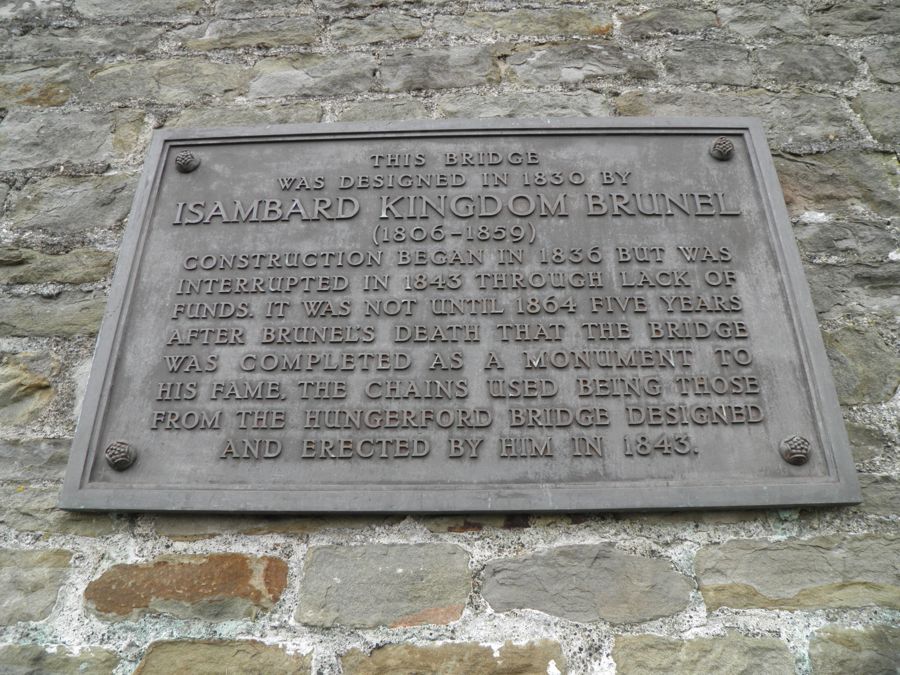 THIS BRIDGE
WAS DESIGNED IN 1830 BY
ISAMBARD KINGDOM BRUNEL
(1806-1859)
CONSTRUCTION BEGAN IN 1836 BUT WAS
INTERRUPTED IN 1843 THROUGH LACK OF
FUNDS. IT WAS NOT UNTIL 1864 FIVE YEARS
AFTER BRUNEL'S DEATH THAT THE BRIDGE
WAS COMPLETED AS A MONUMENT TO
HIS FAME, THE CHAINS USED BEING THOSE
FROM THE HUNGERFORD BRIDGE DESIGNED
AND ERECTED BY HIM IN 1843.